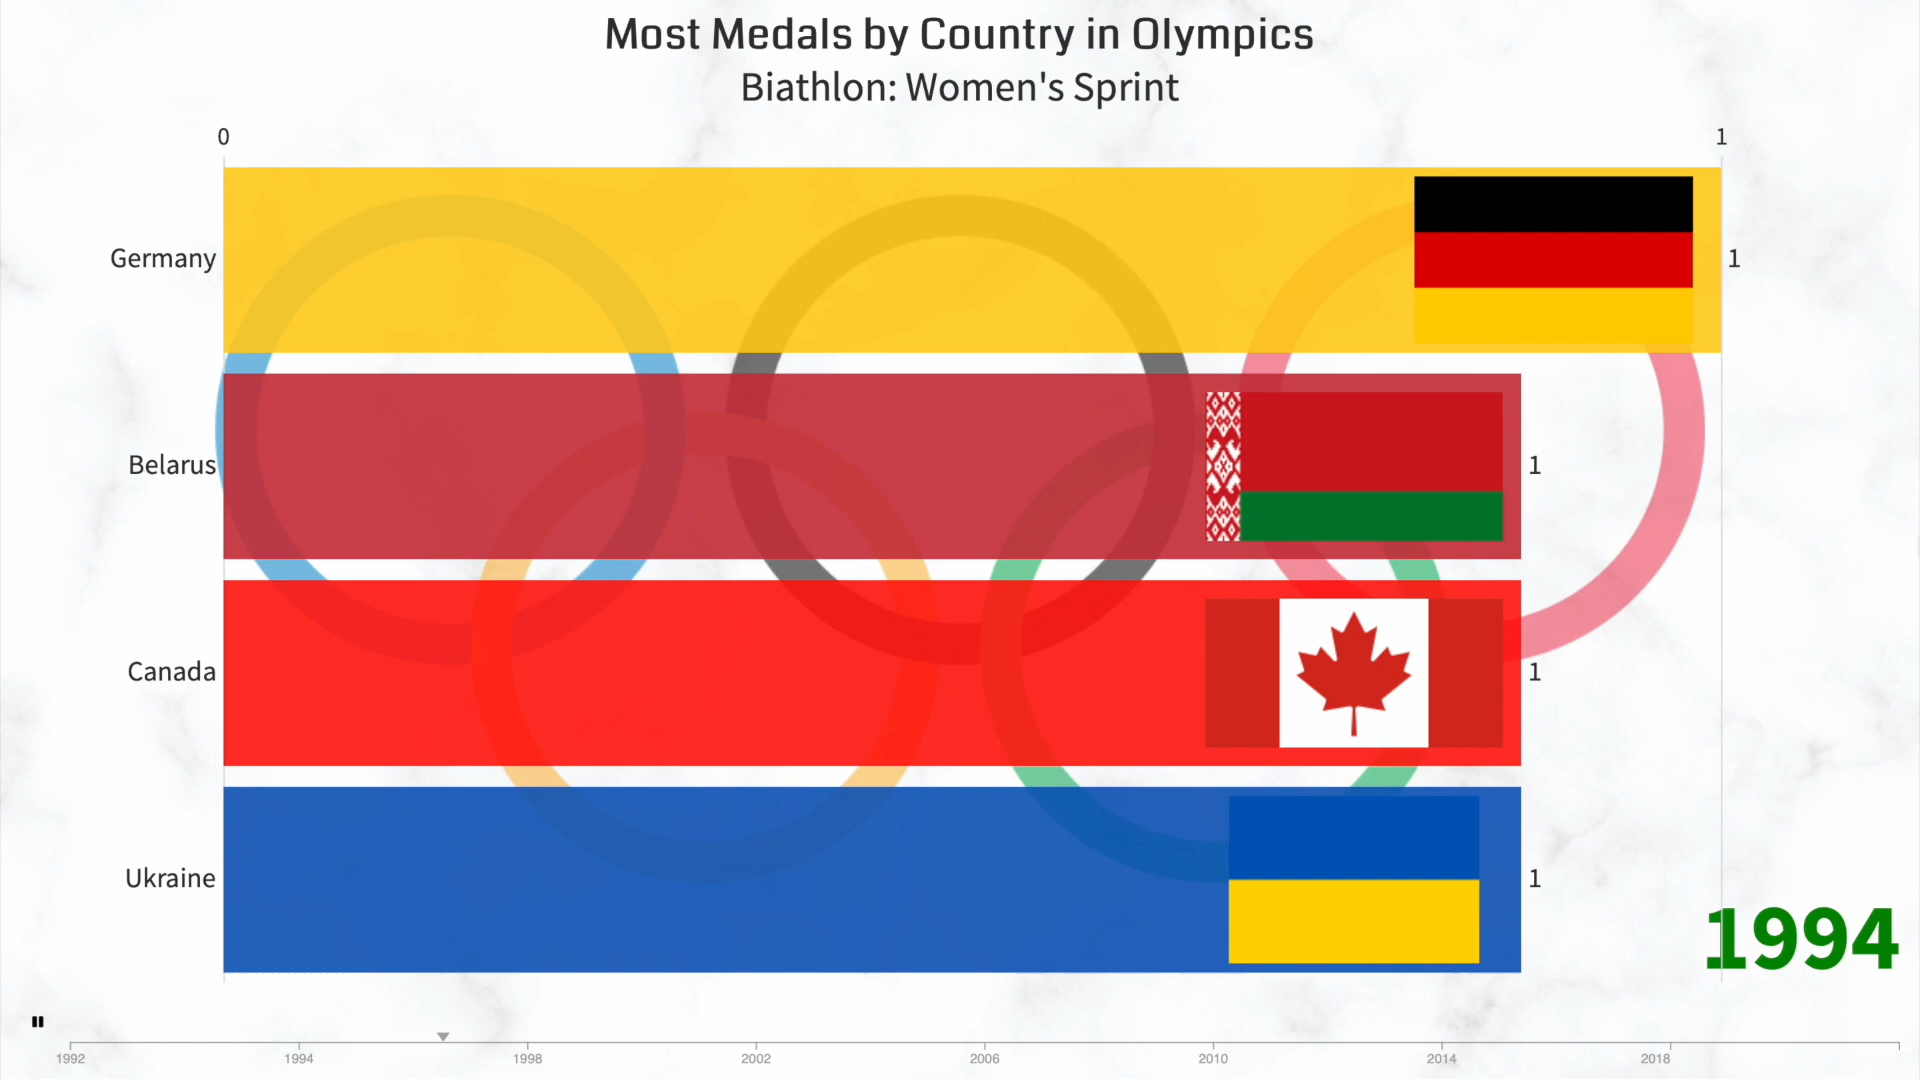 Most Medals by Country in Olympics
Biathlon: Women's Sprint
0 1
Germany 1
Belarus 1
Canada 1
Ukraine 1
1994
1992 1994 1998 2002 2006 2010 2014 2018